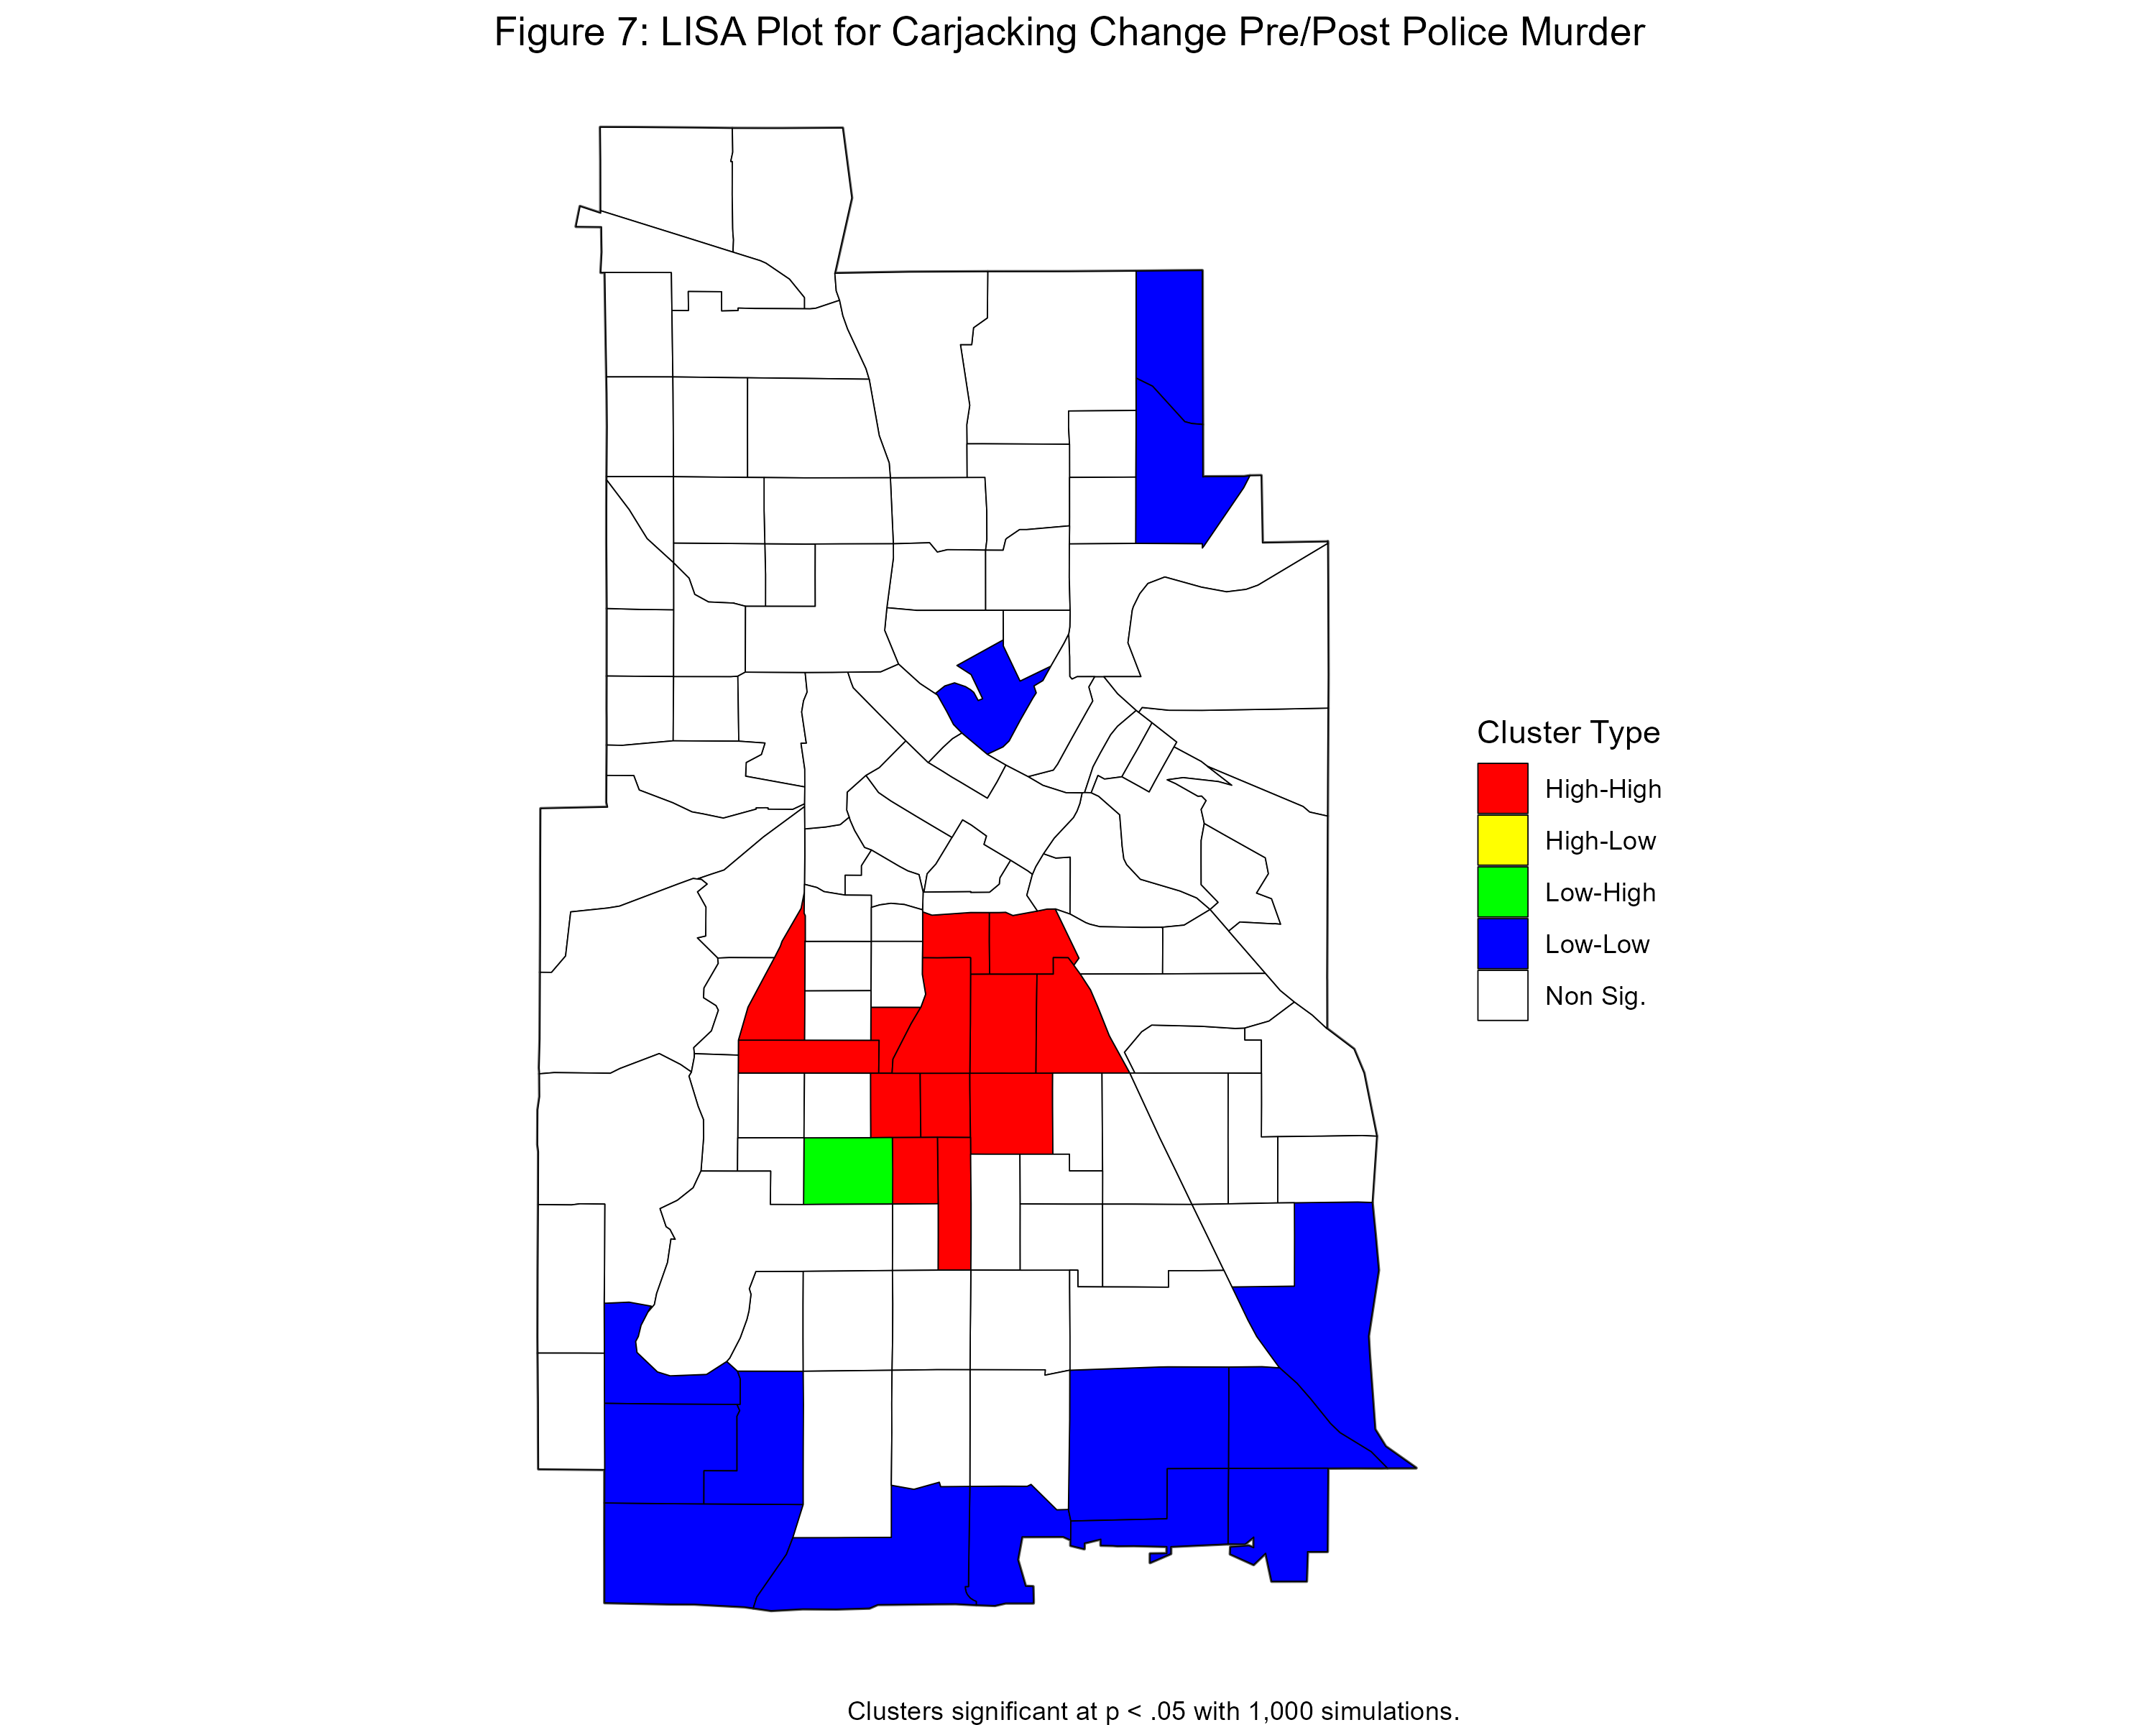 Figure 7: LISA Plot for Carjacking Change Pre/Post Police Murder
Cluster Type
High-High
High-Low
Low-High
Low-Low
Non Sig.
Clusters significant at p < .05 with 1,000 simulations.